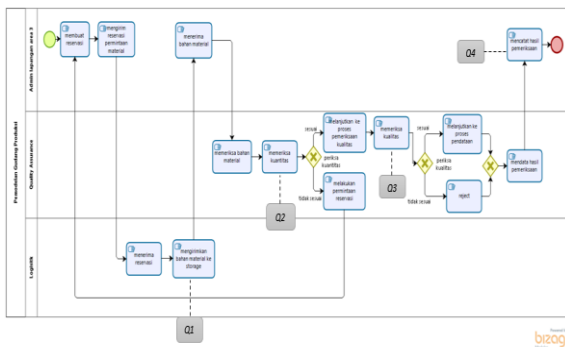 Pemodelan Gudang Produksi
Admin lapangan area 3
membuat
reservasi
mengirim
reservasi
permintaan
material
menerima
bahan material
mencatat hasil
pemeriksaan
Q4
Quality Assurance
memeriksa bahan
material
memeriksa
kuantitas
periksa
kuantitas
sesuai
melanjutkan ke
proses
pemeriksaan
kualitas
Tidak sesuai
melakukan
permintaan
reservasi
memeriksa
kualitas
periksa
kualitas
sesuai
melanjutkan ke
proses
pendataan
Tidak sesuai
reject
mendata hasil
pemeriksaan
Q2
Q3
Logistik
menerima
reservasi
mengirimkan
bahan material ke
storage
Q1
Powered by
bizagi